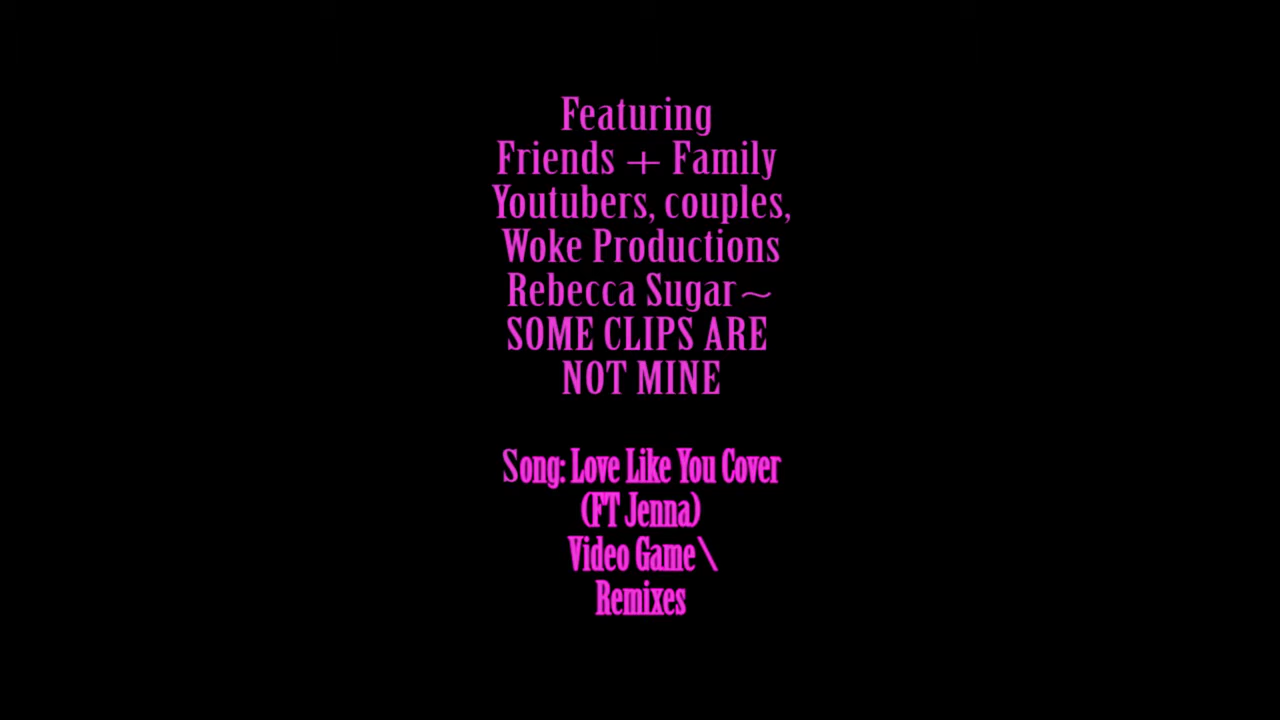 Featuring
Friends + Family
Youtubers, couples,
Woke Productions
Rebecca Sugar~
SOME CLIPS ARE
NOT MINE
Song: Love Like You Cover
(FT Jenna)
Video Game\
Remixes